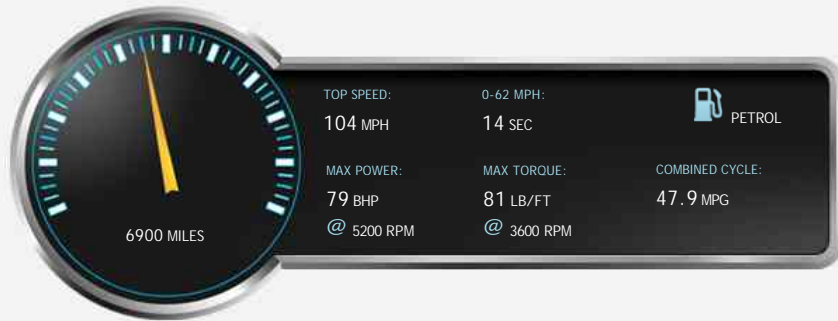 TOP SPEED:
104 MPH
0-62 MPH:
14 SEC
PETROL
MAX POWER:
79 BHP
@ 5200 RPM
MAX TORQUE:
81 LB/FT
@ 3600 RPM
COMBINED CYCLE:
47.9 MPG
6900 MILES